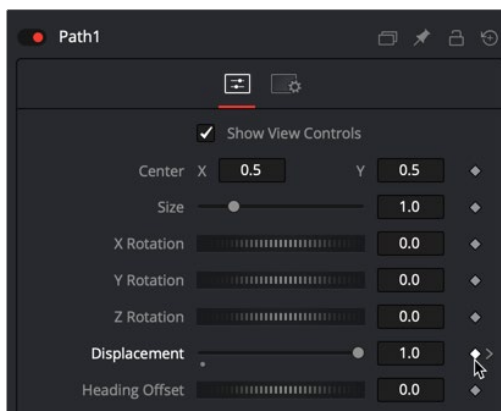 Path1
Show View Controls
Center X 0.5 Y 0.5
Size 1.0
X Rotation 0.0
Y Rotation 0.0
Z Rotation 0.0
Displacement 1.0
Heading Offset 0.0